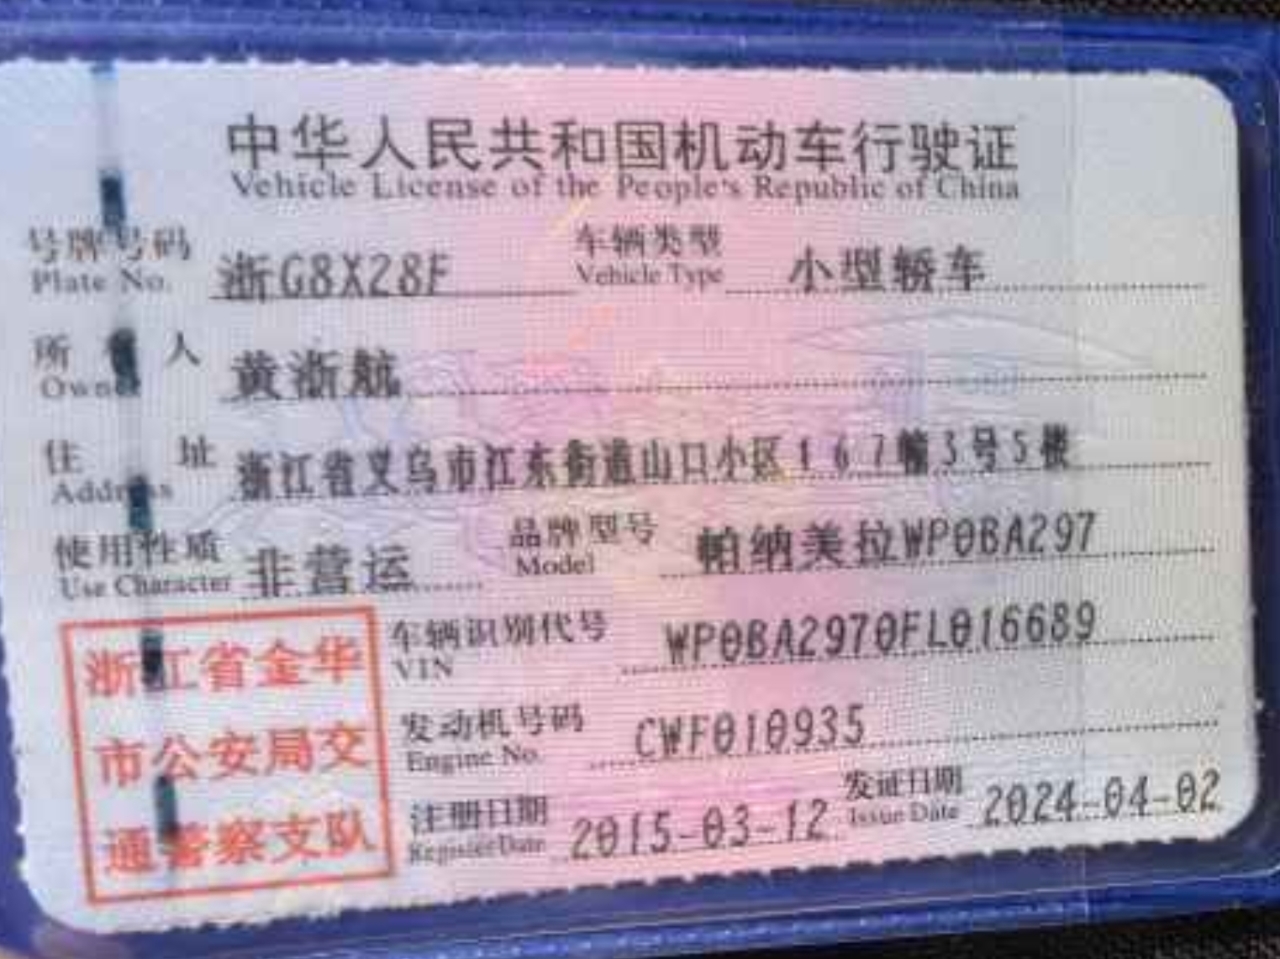 中华人民共和国机动车行驶证
Vehicle License of the People's Republic of China
号牌号码 浙G8X28F 车辆类型 小型轿车
Plate No. Vehicle Type
所 人 黄浙航
Owner
住 址 浙江省义乌市江东街道山口小区167幢3号5楼
Address
使用性质 非营运 品牌型号 帕纳美拉WP0BA297
Use Character Model
车辆识别代号 WP0BA2970FL016689
VIN
发动机号码 CWF010935
Engine No.
注册日期 2015-03-12 发证日期 2024-04-02
Register Date Issue Date
浙江省金华
市公安局交
通警察支队